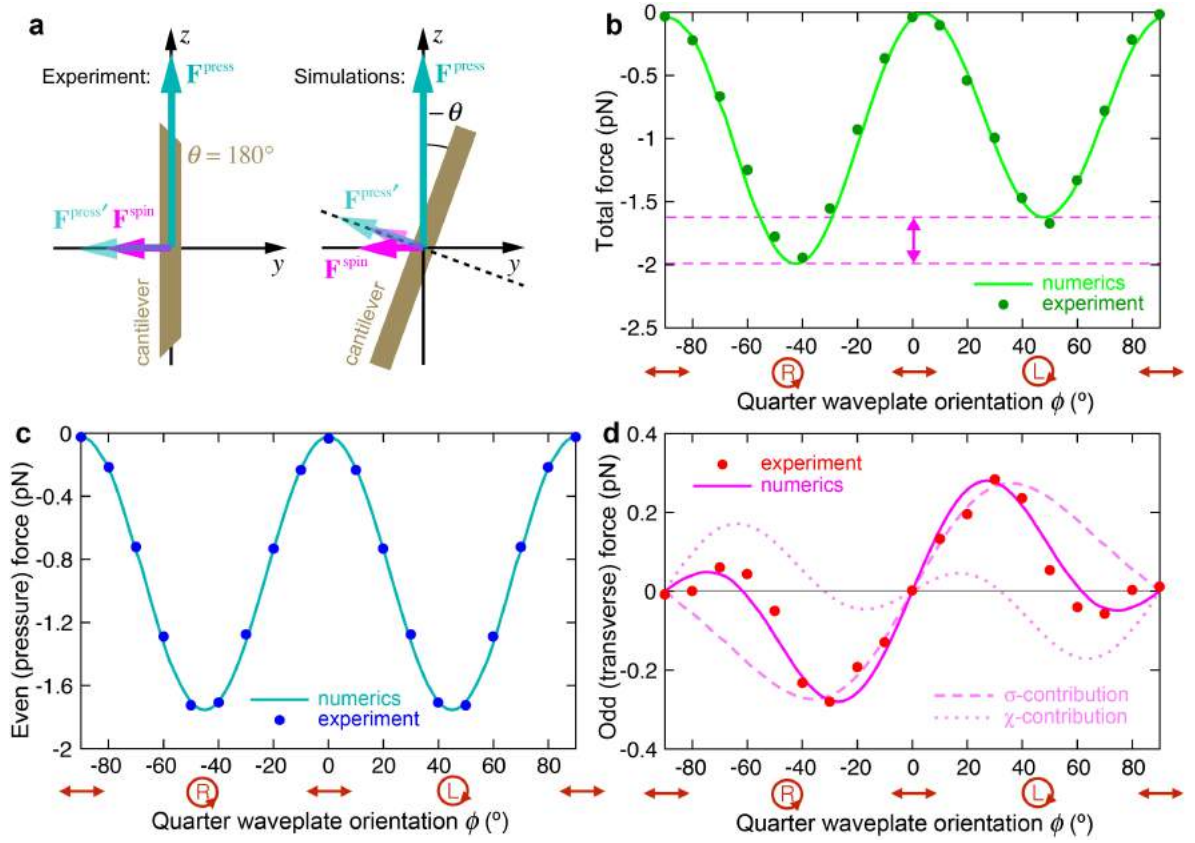 a
z
z
Experiment:
F^press
Simulations:
F^press
−θ
θ = 180°
F^press′
F^press′ F^spin
F^spin
y
y
cantilever
cantilever
b
Total force (pN)
0
-0.5
-1
-1.5
-2
-2.5
numerics
experiment
-80 -60 -40 -20 0 20 40 60 80
R
L
Quarter waveplate orientation ϕ (º)
c
Even (pressure) force (pN)
0
-0.4
-0.8
-1.2
-1.6
-2
numerics
experiment
-80 -60 -40 -20 0 20 40 60 80
R
L
Quarter waveplate orientation ϕ (º)
d
Odd (transverse) force (pN)
0.4
0.2
0
-0.2
-0.4
experiment
numerics
σ-contribution
χ-contribution
-80 -60 -40 -20 0 20 40 60 80
R
L
Quarter waveplate orientation ϕ (º)